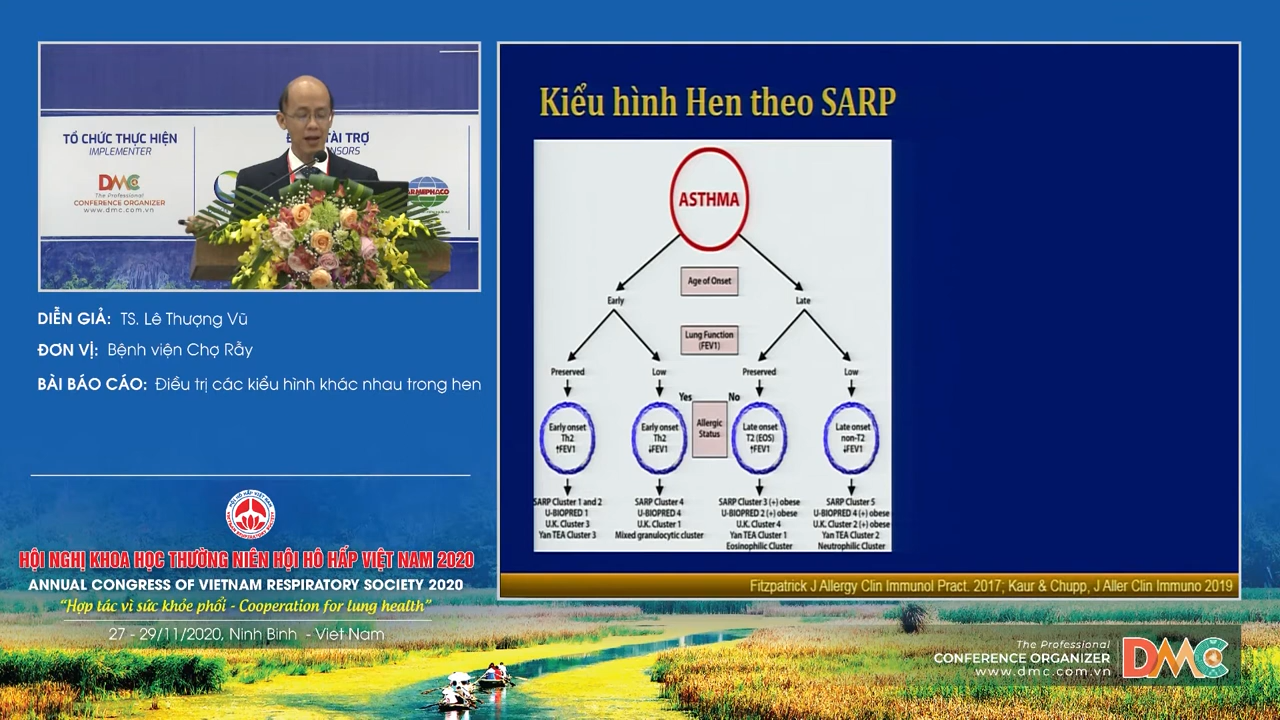 TỔ CHỨC THỰC HIỆN
IMPLEMENTER
DMC
The Professional
CONFERENCE ORGANIZER
www.dmc.com.vn
TÀI TRỢ
DIỄN GIẢ: TS. Lê Thượng Vũ
ĐƠN VỊ: Bệnh viện Chợ Rẫy
BÀI BÁO CÁO: Điều trị các kiểu hình khác nhau trong hen
HỘI NGHỊ KHOA HỌC THƯỜNG NIÊN HỘI HÔ HẤP VIỆT NAM 2020
ANNUAL CONGRESS OF VIETNAM RESPIRATORY SOCIETY 2020
“Hợp tác vì sức khỏe phổi - Cooperation for lung health”
27 - 29/11/2020, Ninh Bình - Viet Nam
Kiểu hình Hen theo SARP
ASTHMA
Age of Onset
Early
Late
Lung Function
(FEV1)
Preserved
Low
Preserved
Low
Yes
No
Allergic
Status
Early onset
Th2
↑FEV1
Early onset
Th2
↓FEV1
Late onset
T2 (EOS)
↑FEV1
Late onset
non-T2
↓FEV1
SARP Cluster 1 and 2
U-BIOPRED 1
U.K. Cluster 3
Yan TEA Cluster 3
SARP Cluster 4
U-BIOPRED 4
U.K. Cluster 1
Mixed granulocytic cluster
SARP Cluster 3 (+) obese
U-BIOPRED 2 (+) obese
U.K. Cluster 4
Yan TEA Cluster 1
Eosinophilic Cluster
SARP Cluster 5
U-BIOPRED 4 (+) obese
U.K. Cluster 2 (+) obese
Yan TEA Cluster 2
Neutrophilic Cluster
Fitzpatrick J Allergy Clin Immunol Pract. 2017; Kaur & Chupp, J Aller Clin Immuno 2019
The Professional
CONFERENCE ORGANIZER
www.dmc.com.vn
DMC